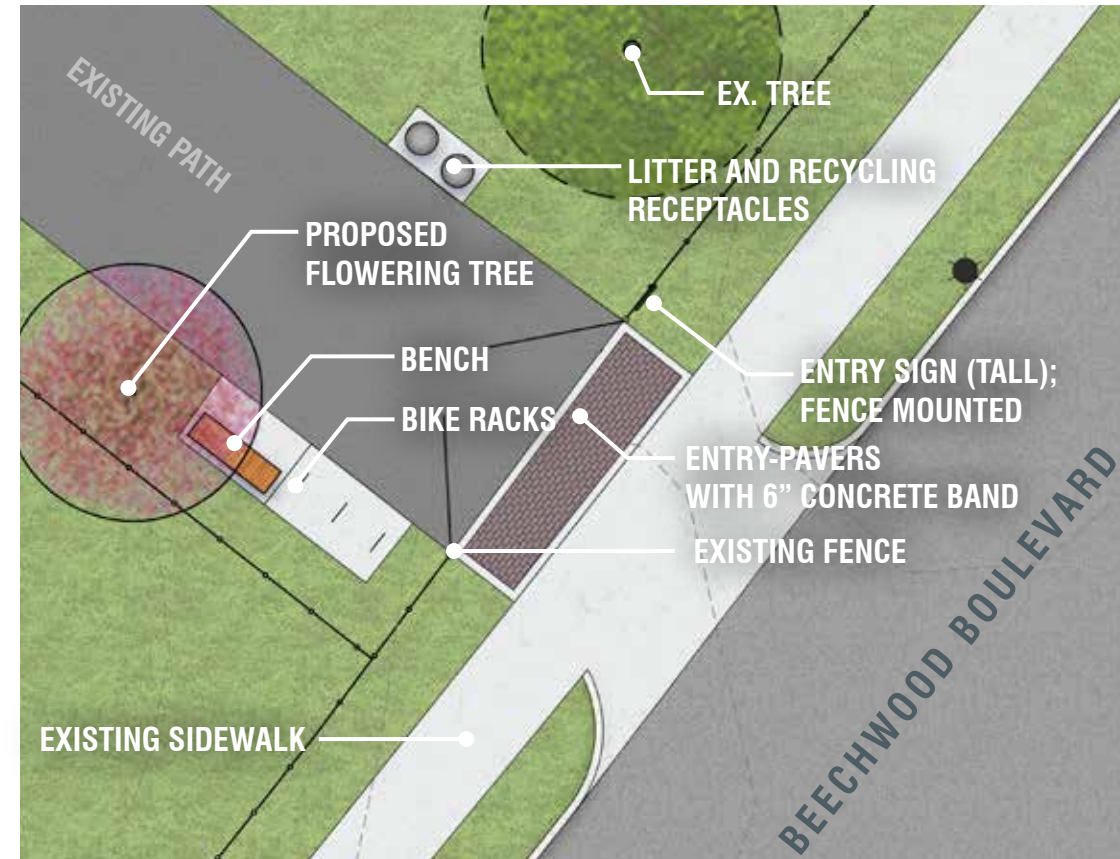 EXISTING PATH
EX. TREE
LITTER AND RECYCLING
RECEPTACLES
PROPOSED
FLOWERING TREE
BENCH
BIKE RACKS
ENTRY SIGN (TALL);
FENCE MOUNTED
ENTRY-PAVERS
WITH 6” CONCRETE BAND
EXISTING FENCE
EXISTING SIDEWALK
BEECHWOOD BOULEVARD